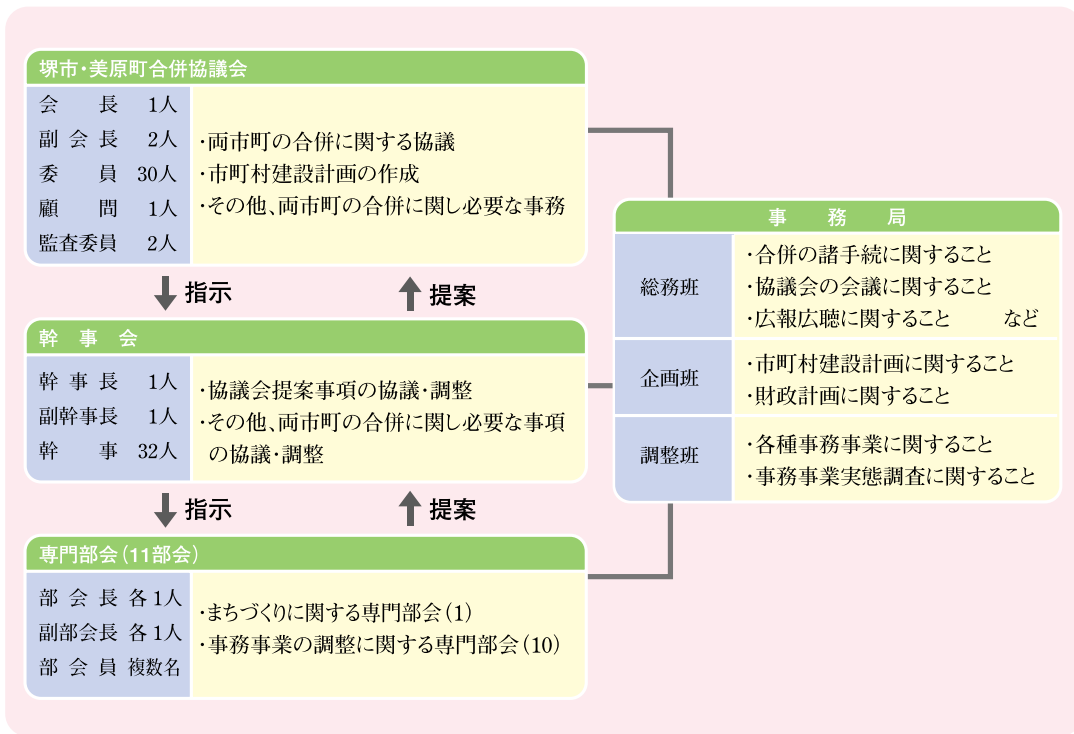 堺市・美原町合併協議会
会長 1人
副会長 2人
委員 30人
顧問 1人
監査委員 2人
・両市町の合併に関する協議
・市町村建設計画の作成
・その他、両市町の合併に関し必要な事務
指示
提案
幹事会
幹事長 1人
副幹事長 1人
幹事 32人
・協議会提案事項の協議・調整
・その他、両市町の合併に関し必要な事項
の協議・調整
指示
提案
専門部会(11部会)
部会長 各1人
副部会長 各1人
部会員 複数名
・まちづくりに関する専門部会(1)
・事務事業の調整に関する専門部会(10)
事務局
総務班
・合併の諸手続に関すること
・協議会の会議に関すること
・広報広聴に関すること など
企画班
・市町村建設計画に関すること
・財政計画に関すること
調整班
・各種事務事業に関すること
・事務事業実態調査に関すること